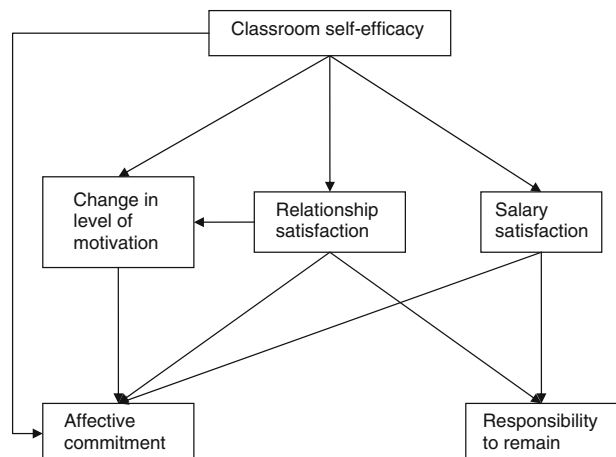 Classroom self-efficacy
Change in
level of
motivation
Relationship
satisfaction
Salary
satisfaction
Affective
commitment
Responsibility
to remain